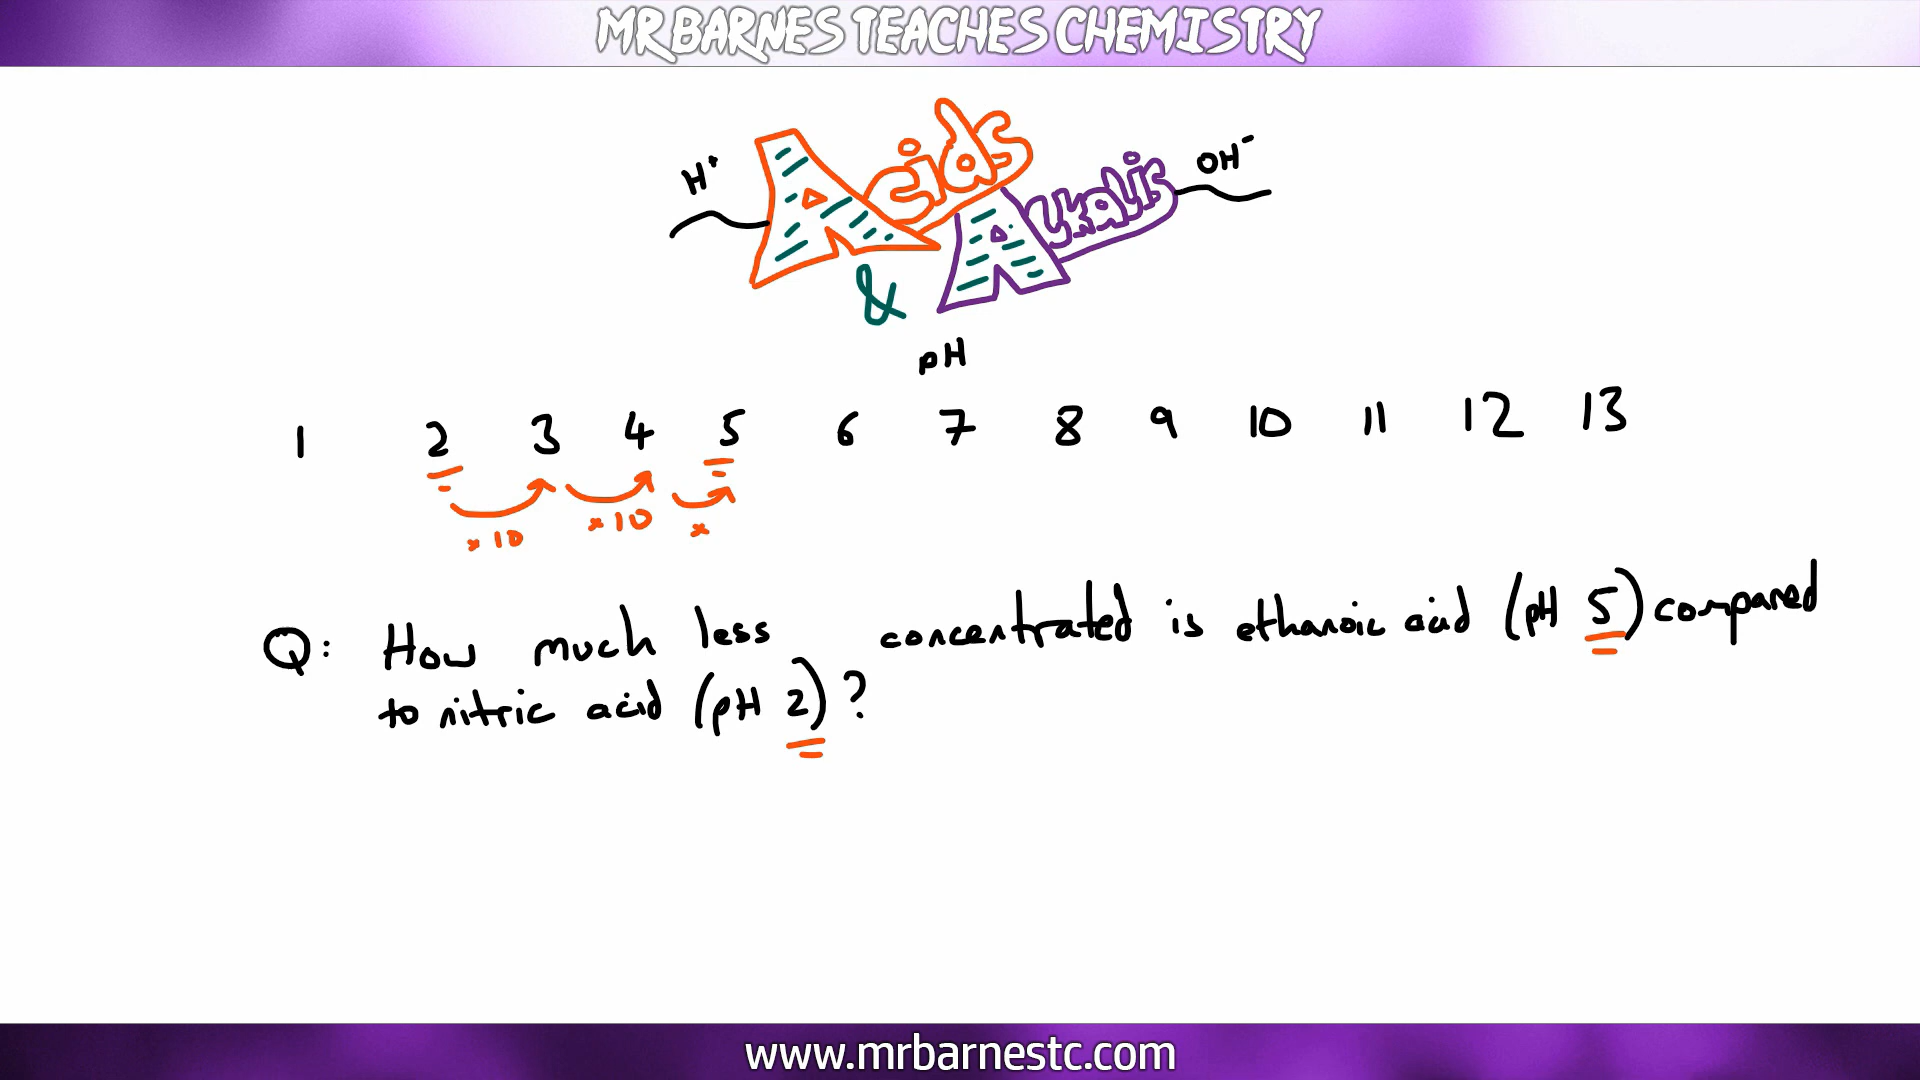 MR BARNES TEACHES CHEMISTRY
H⁺ Acids OH⁻
& Alkalis
pH
1 2 3 4 5 6 7 8 9 10 11 12 13
×10 ×10 ×
Q: How much less concentrated is ethanoic acid (pH 5) compared
to nitric acid (pH 2)?
www.mrbarnestc.com